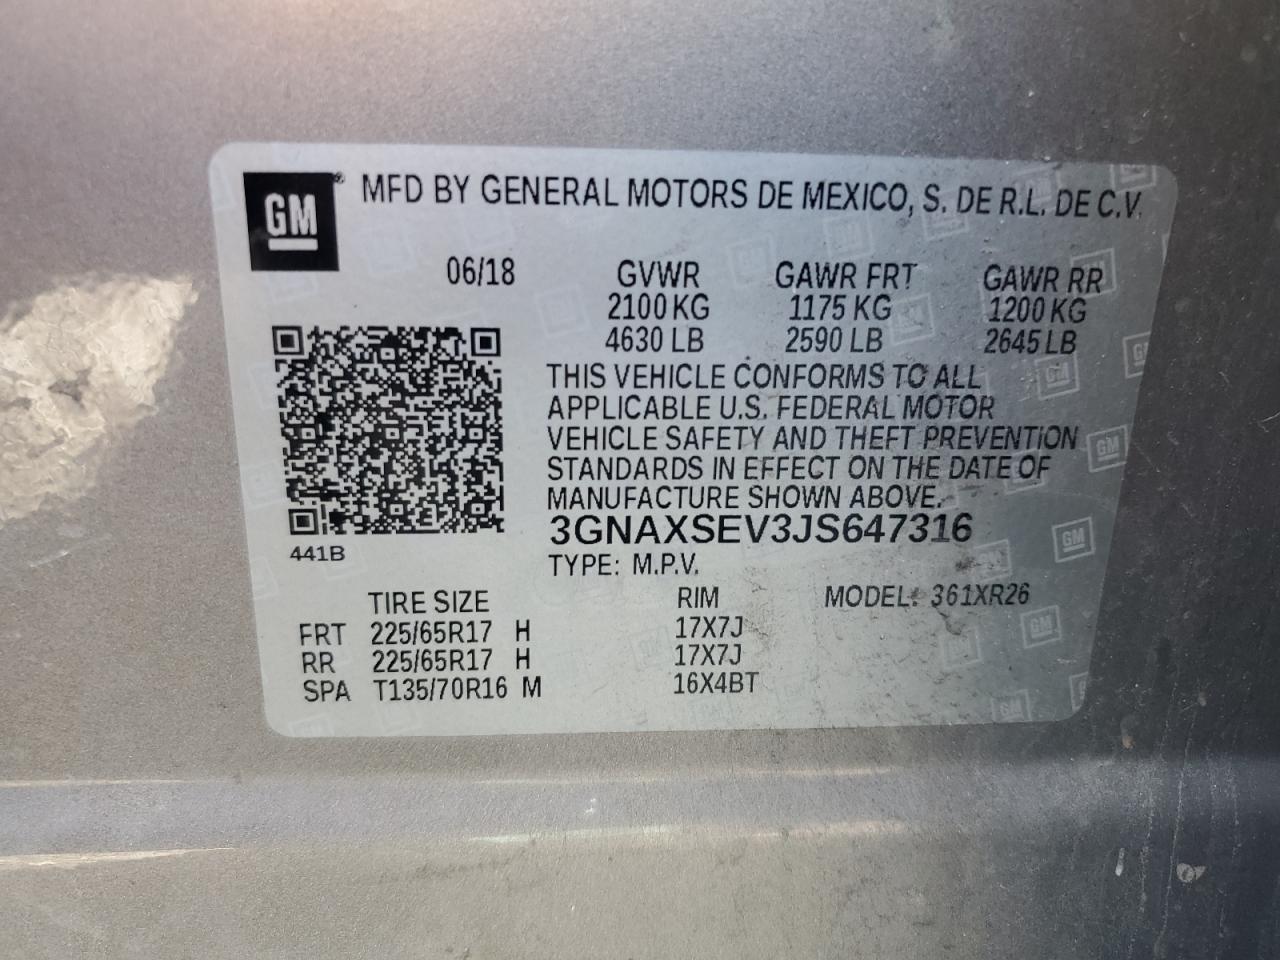 GM ® MFD BY GENERAL MOTORS DE MEXICO, S. DE R.L. DE C.V.
06/18 GVWR GAWR FRT GAWR RR
2100 KG 1175 KG 1200 KG
4630 LB 2590 LB 2645 LB
THIS VEHICLE CONFORMS TO ALL
APPLICABLE U.S. FEDERAL MOTOR
VEHICLE SAFETY AND THEFT PREVENTION
STANDARDS IN EFFECT ON THE DATE OF
MANUFACTURE SHOWN ABOVE.
3GNAXSEV3JS647316
441B
TYPE: M.P.V.
TIRE SIZE RIM MODEL: 361XR26
FRT 225/65R17 H 17X7J
RR 225/65R17 H 17X7J
SPA T135/70R16 M 16X4BT